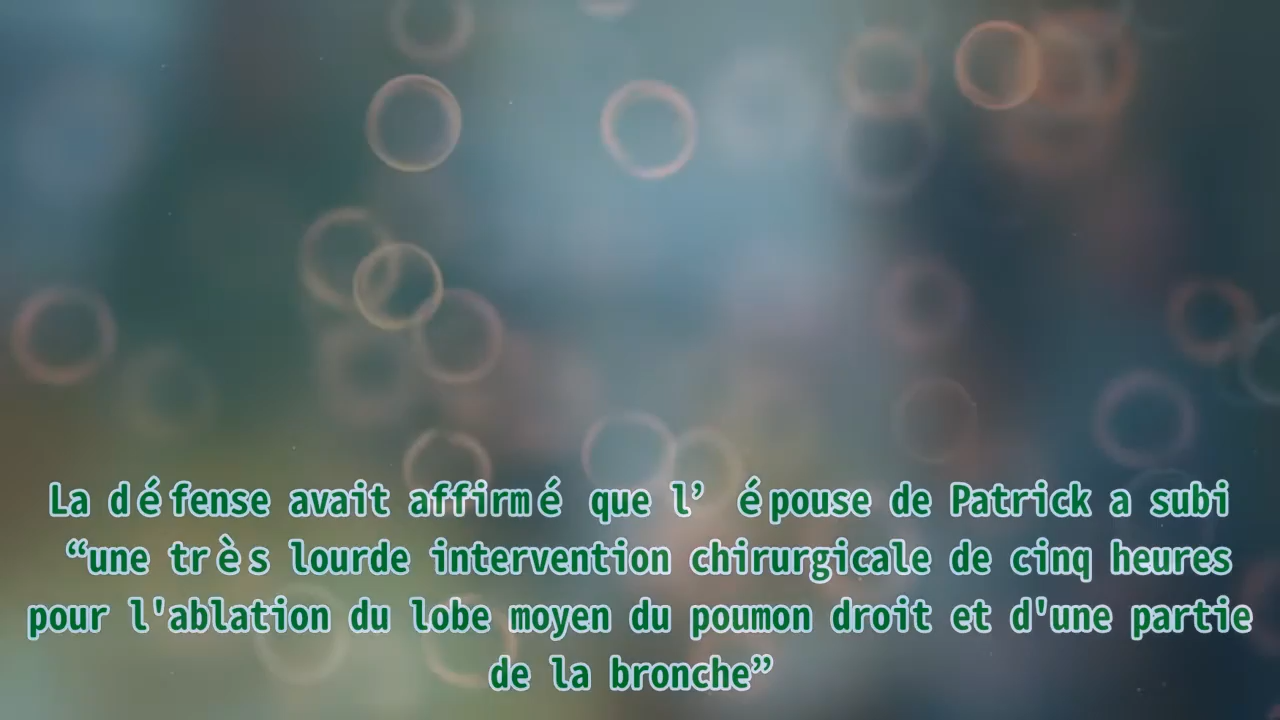 La défense avait affirmé que l’épouse de Patrick a subi
“une très lourde intervention chirurgicale de cinq heures
pour l'ablation du lobe moyen du poumon droit et d'une partie
de la bronche”